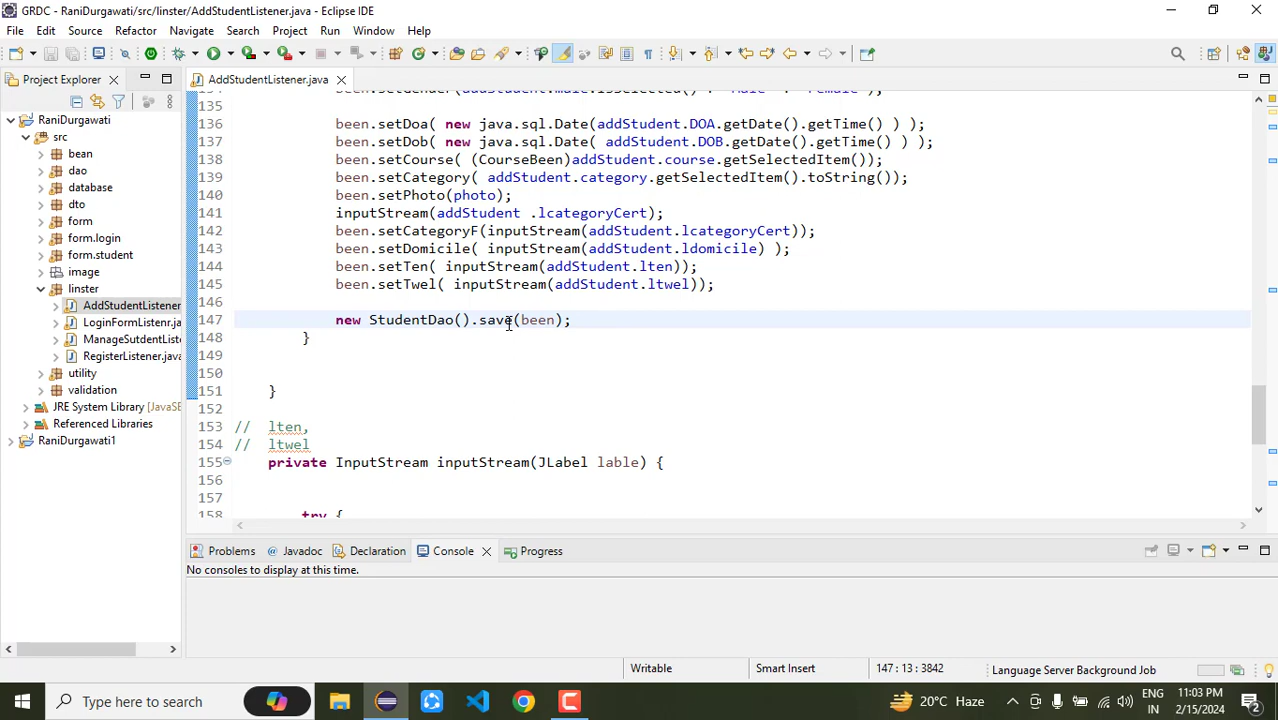 GRDC - RaniDurgawati/src/linster/AddStudentListener.java - Eclipse IDE
File Edit Source Refactor Navigate Search Project Run Window Help
Project Explorer
AddStudentListener.java
RaniDurgawati
src
bean
dao
database
dto
form
form.login
form.student
image
linster
AddStudentListener
LoginFormListenr.j
ManageSutdentListe
RegisterListener.java
utility
validation
JRE System Library [JavaSE
Referenced Libraries
RaniDurgawati1
135
136 been.setDoa( new java.sql.Date(addStudent.DOA.getDate().getTime() ) );
137 been.setDob( new java.sql.Date( addStudent.DOB.getDate().getTime() ) );
138 been.setCourse( (CourseBeen)addStudent.course.getSelectedItem());
139 been.setCategory( addStudent.category.getSelectedItem().toString());
140 been.setPhoto(photo);
141 inputStream(addStudent .lcategoryCert);
142 been.setCategoryF(inputStream(addStudent.lcategoryCert));
143 been.setDomicile( inputStream(addStudent.ldomicile) );
144 been.setTen( inputStream(addStudent.lten));
145 been.setTwel( inputStream(addStudent.ltwel));
146
147 new StudentDao().save(been);
148 }
149
150
151 }
152
153 // lten,
154 // ltwel
155 private InputStream inputStream(JLabel lable) {
156
157
158 try {
Problems @ Javadoc Declaration Console Progress
No consoles to display at this time.
Writable Smart Insert 147 : 13 : 3842 Language Server Background Job
Type here to search
20°C Haze
ENG
IN
11:03 PM
2/15/2024
2